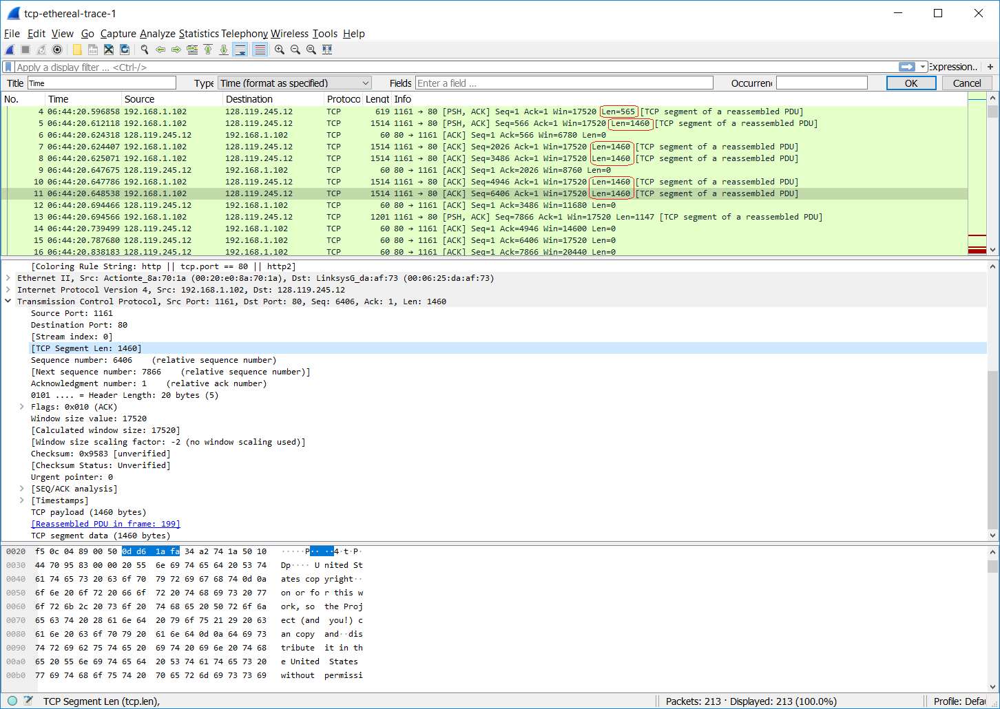 tcp-ethereal-trace-1
File Edit View Go Capture Analyze Statistics Telephony Wireless Tools Help
Apply a display filter ... <Ctrl-/> Expression... +
Title Time Type Time (format as specified) Fields Enter a field ... Occurrenc OK Cancel
No. Time Source Destination Protoco Lengt Info
4 06:44:20.596858 192.168.1.102 128.119.245.12 TCP 619 1161 → 80 [PSH, ACK] Seq=1 Ack=1 Win=17520 Len=565 [TCP segment of a reassembled PDU]
5 06:44:20.612118 192.168.1.102 128.119.245.12 TCP 1514 1161 → 80 [PSH, ACK] Seq=566 Ack=1 Win=17520 Len=1460 [TCP segment of a reassembled PDU]
6 06:44:20.624318 128.119.245.12 192.168.1.102 TCP 60 80 → 1161 [ACK] Seq=1 Ack=566 Win=6780 Len=0
7 06:44:20.624407 192.168.1.102 128.119.245.12 TCP 1514 1161 → 80 [ACK] Seq=2026 Ack=1 Win=17520 Len=1460 [TCP segment of a reassembled PDU]
8 06:44:20.625071 192.168.1.102 128.119.245.12 TCP 1514 1161 → 80 [ACK] Seq=3486 Ack=1 Win=17520 Len=1460 [TCP segment of a reassembled PDU]
9 06:44:20.647675 128.119.245.12 192.168.1.102 TCP 60 80 → 1161 [ACK] Seq=1 Ack=2026 Win=8760 Len=0
10 06:44:20.647786 192.168.1.102 128.119.245.12 TCP 1514 1161 → 80 [ACK] Seq=4946 Ack=1 Win=17520 Len=1460 [TCP segment of a reassembled PDU]
11 06:44:20.648538 192.168.1.102 128.119.245.12 TCP 1514 1161 → 80 [ACK] Seq=6406 Ack=1 Win=17520 Len=1460 [TCP segment of a reassembled PDU]
12 06:44:20.694466 128.119.245.12 192.168.1.102 TCP 60 80 → 1161 [ACK] Seq=1 Ack=3486 Win=11680 Len=0
13 06:44:20.694566 192.168.1.102 128.119.245.12 TCP 1201 1161 → 80 [PSH, ACK] Seq=7866 Ack=1 Win=17520 Len=1147 [TCP segment of a reassembled PDU]
14 06:44:20.739499 128.119.245.12 192.168.1.102 TCP 60 80 → 1161 [ACK] Seq=1 Ack=4946 Win=14600 Len=0
15 06:44:20.787680 128.119.245.12 192.168.1.102 TCP 60 80 → 1161 [ACK] Seq=1 Ack=6406 Win=17520 Len=0
16 06:44:20.838183 128.119.245.12 192.168.1.102 TCP 60 80 → 1161 [ACK] Seq=1 Ack=7866 Win=20440 Len=0
[Coloring Rule String: http || tcp.port == 80 || http2]
Ethernet II, Src: Actionte_8a:70:1a (00:20:e0:8a:70:1a), Dst: LinksysG_da:af:73 (00:06:25:da:af:73)
Internet Protocol Version 4, Src: 192.168.1.102, Dst: 128.119.245.12
Transmission Control Protocol, Src Port: 1161, Dst Port: 80, Seq: 6406, Ack: 1, Len: 1460
Source Port: 1161
Destination Port: 80
[Stream index: 0]
[TCP Segment Len: 1460]
Sequence number: 6406 (relative sequence number)
[Next sequence number: 7866 (relative sequence number)]
Acknowledgment number: 1 (relative ack number)
0101 .... = Header Length: 20 bytes (5)
Flags: 0x010 (ACK)
Window size value: 17520
[Calculated window size: 17520]
[Window size scaling factor: -2 (no window scaling used)]
Checksum: 0x9583 [unverified]
[Checksum Status: Unverified]
Urgent pointer: 0
[SEQ/ACK analysis]
[Timestamps]
TCP payload (1460 bytes)
[Reassembled PDU in frame: 199]
TCP segment data (1460 bytes)
0020 f5 0c 04 89 00 50 0d d6 1a fa 34 a2 74 1a 50 10 ·····P·· ··4·t·P·
0030 44 70 95 83 00 00 20 55 6e 69 74 65 64 20 53 74 Dp···· U nited St
0040 61 74 65 73 20 63 6f 70 79 72 69 67 68 74 0d 0a ates cop yright··
0050 6f 6e 20 6f 72 20 66 6f 72 20 74 68 69 73 20 77 on or fo r this w
0060 6f 72 6b 2c 20 73 6f 20 74 68 65 20 50 72 6f 6a ork, so the Proj
0070 65 63 74 20 28 61 6e 64 20 79 6f 75 21 29 20 63 ect (and you!) c
0080 61 6e 20 63 6f 70 79 20 61 6e 64 0d 0a 64 69 73 an copy and··dis
0090 74 72 69 62 75 74 65 20 69 74 20 69 6e 20 74 68 tribute it in th
00a0 65 20 55 6e 69 74 65 64 20 53 74 61 74 65 73 20 e United States
00b0 77 69 74 68 6f 75 74 20 70 65 72 6d 69 73 73 69 without permissi
TCP Segment Len (tcp.len), Packets: 213 · Displayed: 213 (100.0%) Profile: Defau